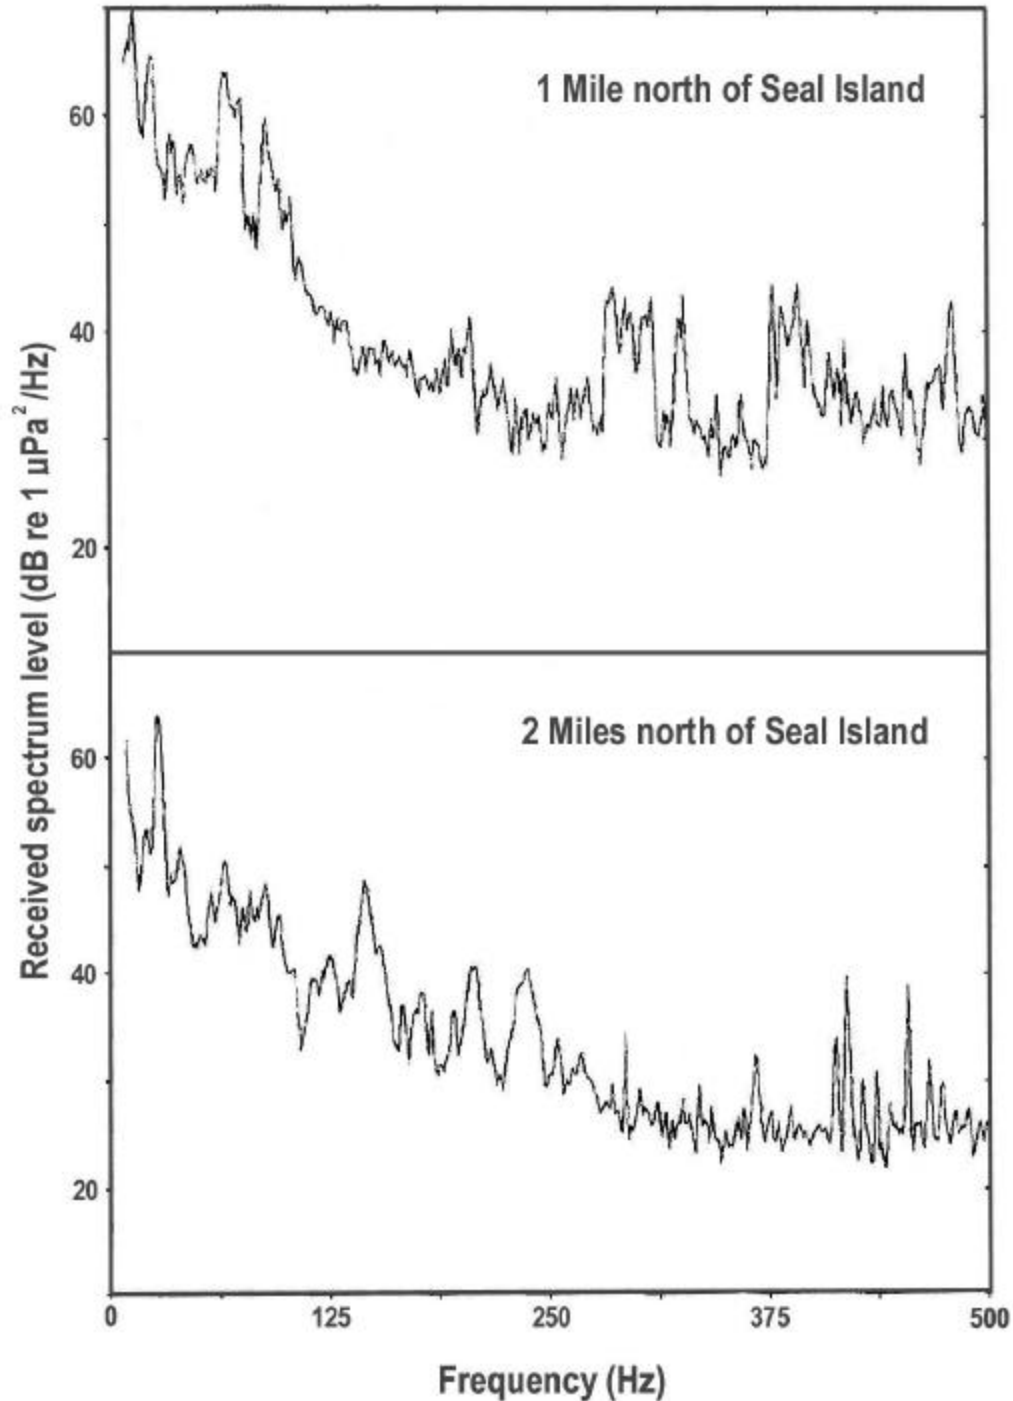 1 Mile north of Seal Island
60
40
20
Received spectrum level (dB re 1 µPa²/Hz)
2 Miles north of Seal Island
60
40
20
0 125 250 375 500
Frequency (Hz)